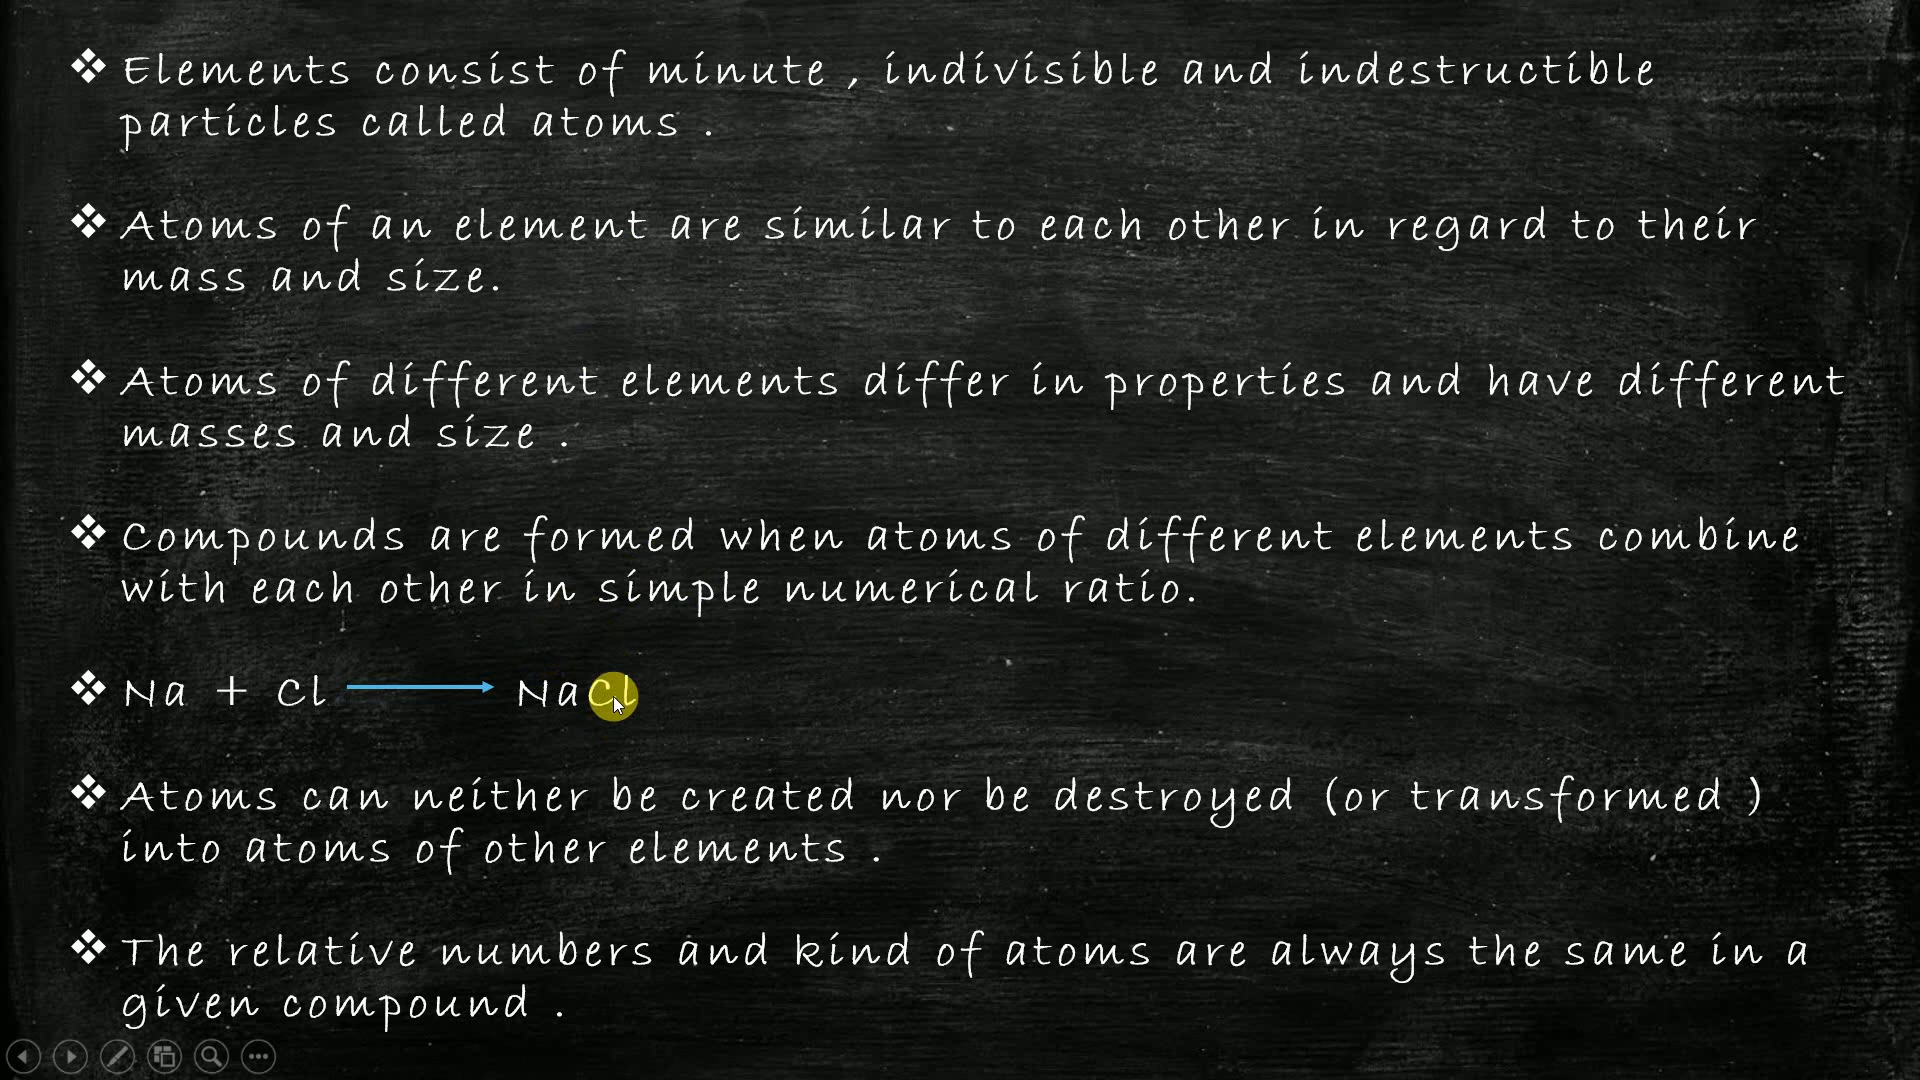 ❖ Elements consist of minute , indivisible and indestructible
particles called atoms .
❖ Atoms of an element are similar to each other in regard to their
mass and size.
❖ Atoms of different elements differ in properties and have different
masses and size .
❖ Compounds are formed when atoms of different elements combine
with each other in simple numerical ratio.
❖ Na + Cl → NaCl
❖ Atoms can neither be created nor be destroyed (or transformed )
into atoms of other elements .
❖ The relative numbers and kind of atoms are always the same in a
given compound .